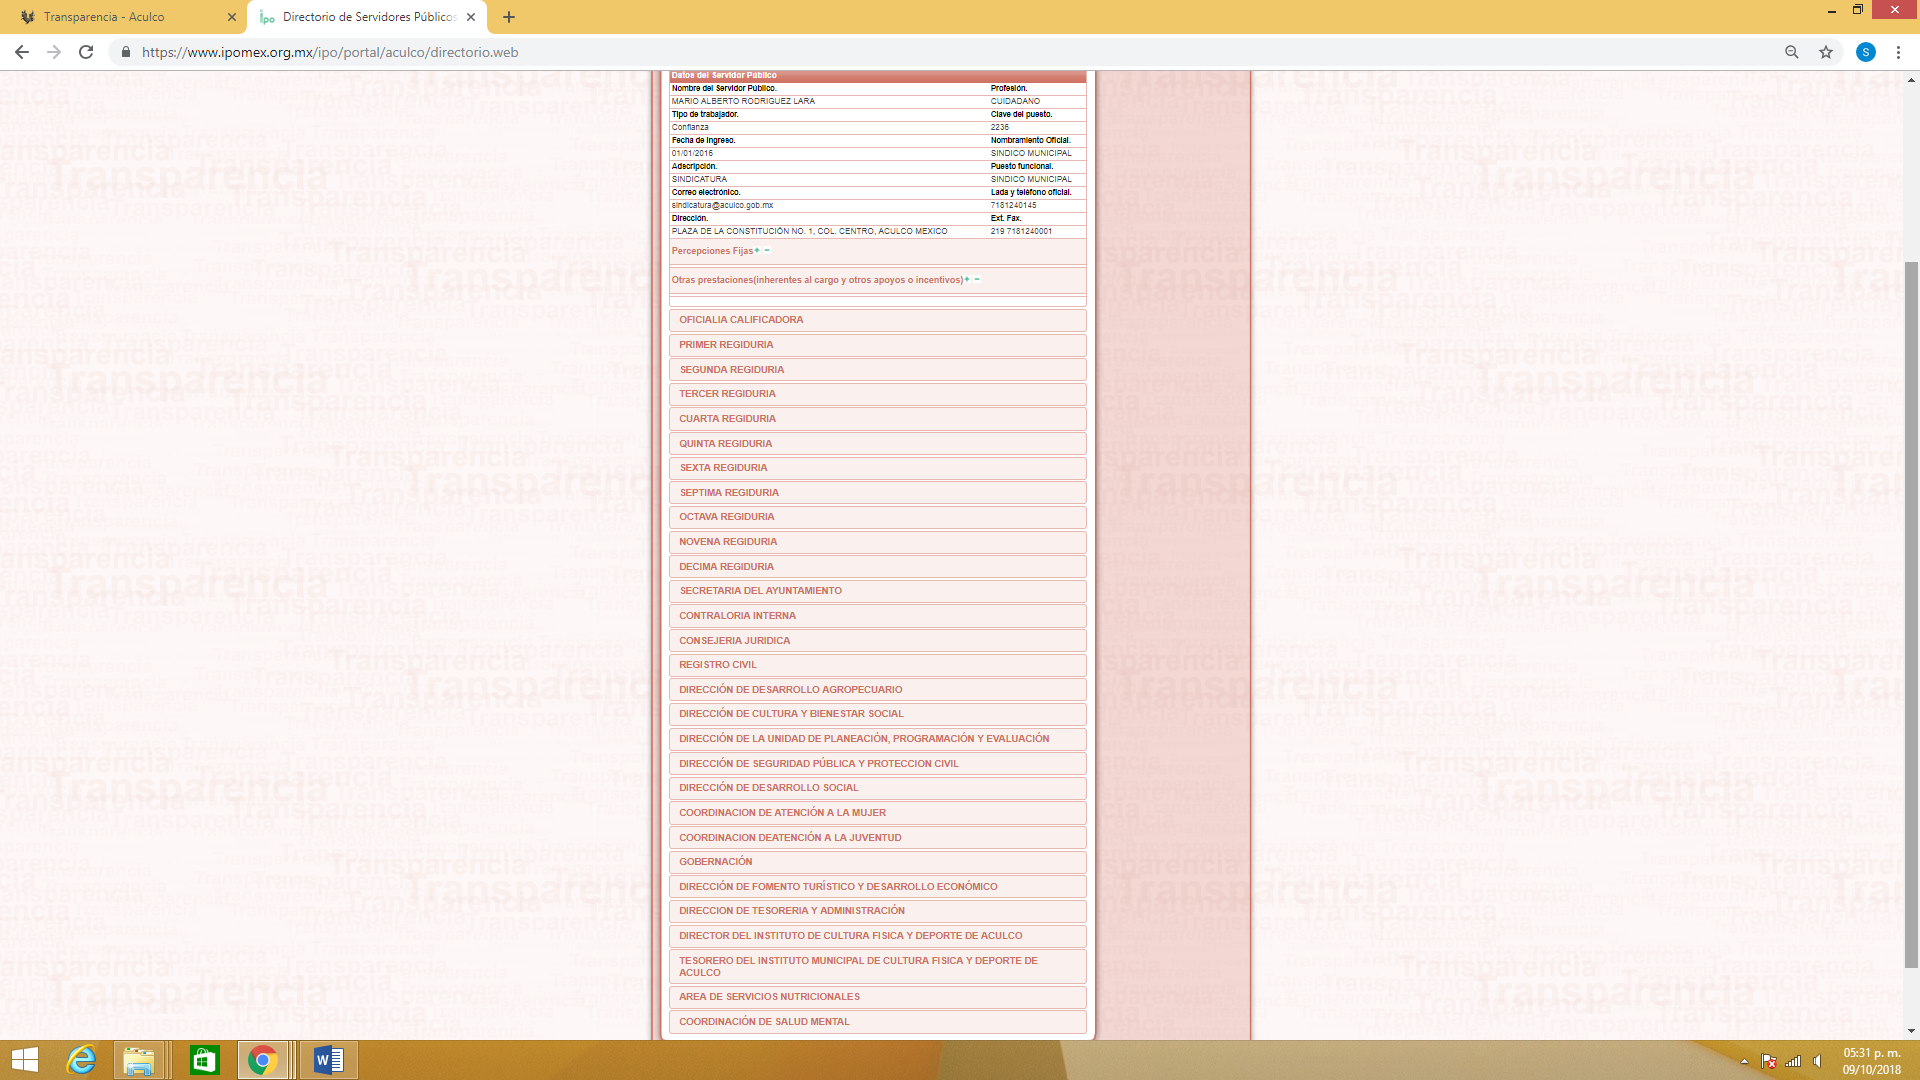 Transparencia - Aculco
Directorio de Servidores Públicos
https://www.ipomex.org.mx/ipo/portal/aculco/directorio.web
S
Datos del Servidor Público
Nombre del Servidor Público. Profesión.
MARIO ALBERTO RODRIGUEZ LARA CUIDADANO
Tipo de trabajador. Clave del puesto.
Confianza 2236
Fecha de Ingreso. Nombramiento Oficial.
01/01/2016 SINDICO MUNICIPAL
Adscripción. Puesto funcional.
SINDICATURA SINDICO MUNICIPAL
Correo electrónico. Lada y teléfono oficial.
sindicatura@aculco.gob.mx 7181240145
Dirección. Ext. Fax.
PLAZA DE LA CONSTITUCIÓN NO. 1, COL. CENTRO, ACULCO MEXICO 219 7181240001
Percepciones Fijas + -
Otras prestaciones(inherentes al cargo y otros apoyos o incentivos) + -
OFICIALIA CALIFICADORA
PRIMER REGIDURIA
SEGUNDA REGIDURIA
TERCER REGIDURIA
CUARTA REGIDURIA
QUINTA REGIDURIA
SEXTA REGIDURIA
SEPTIMA REGIDURIA
OCTAVA REGIDURIA
NOVENA REGIDURIA
DECIMA REGIDURIA
SECRETARIA DEL AYUNTAMIENTO
CONTRALORIA INTERNA
CONSEJERIA JURIDICA
REGISTRO CIVIL
DIRECCIÓN DE DESARROLLO AGROPECUARIO
DIRECCIÓN DE CULTURA Y BIENESTAR SOCIAL
DIRECCIÓN DE LA UNIDAD DE PLANEACIÓN, PROGRAMACIÓN Y EVALUACIÓN
DIRECCIÓN DE SEGURIDAD PÚBLICA Y PROTECCION CIVIL
DIRECCIÓN DE DESARROLLO SOCIAL
COORDINACION DE ATENCIÓN A LA MUJER
COORDINACION DEATENCIÓN A LA JUVENTUD
GOBERNACIÓN
DIRECCIÓN DE FOMENTO TURÍSTICO Y DESARROLLO ECONÓMICO
DIRECCION DE TESORERIA Y ADMINISTRACIÓN
DIRECTOR DEL INSTITUTO DE CULTURA FISICA Y DEPORTE DE ACULCO
TESORERO DEL INSTITUTO MUNICIPAL DE CULTURA FISICA Y DEPORTE DE
ACULCO
AREA DE SERVICIOS NUTRICIONALES
COORDINACIÓN DE SALUD MENTAL
05:31 p. m.
09/10/2018